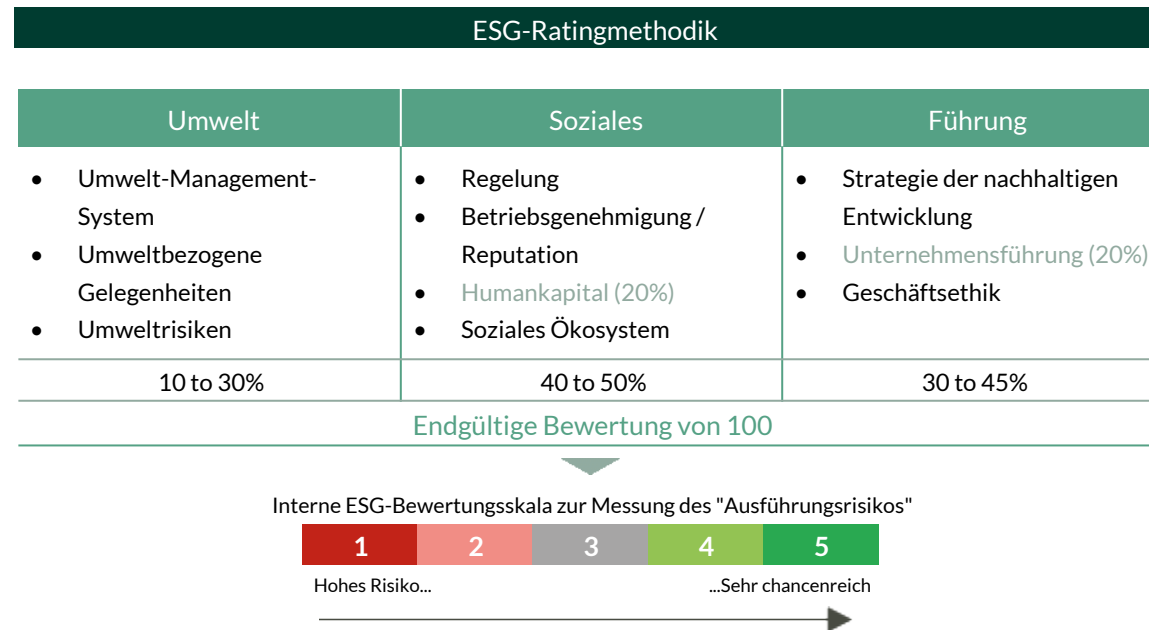 ESG-Ratingmethodik
Umwelt
Soziales
Führung
• Umwelt-Management-
System
• Umweltbezogene
Gelegenheiten
• Umweltrisiken
• Regelung
• Betriebsgenehmigung /
Reputation
• Humankapital (20%)
• Soziales Ökosystem
• Strategie der nachhaltigen
Entwicklung
• Unternehmensführung (20%)
• Geschäftsethik
10 to 30%
40 to 50%
30 to 45%
Endgültige Bewertung von 100
Interne ESG-Bewertungsskala zur Messung des "Ausführungsrisikos"
1 2 3 4 5
Hohes Risiko... ...Sehr chancenreich